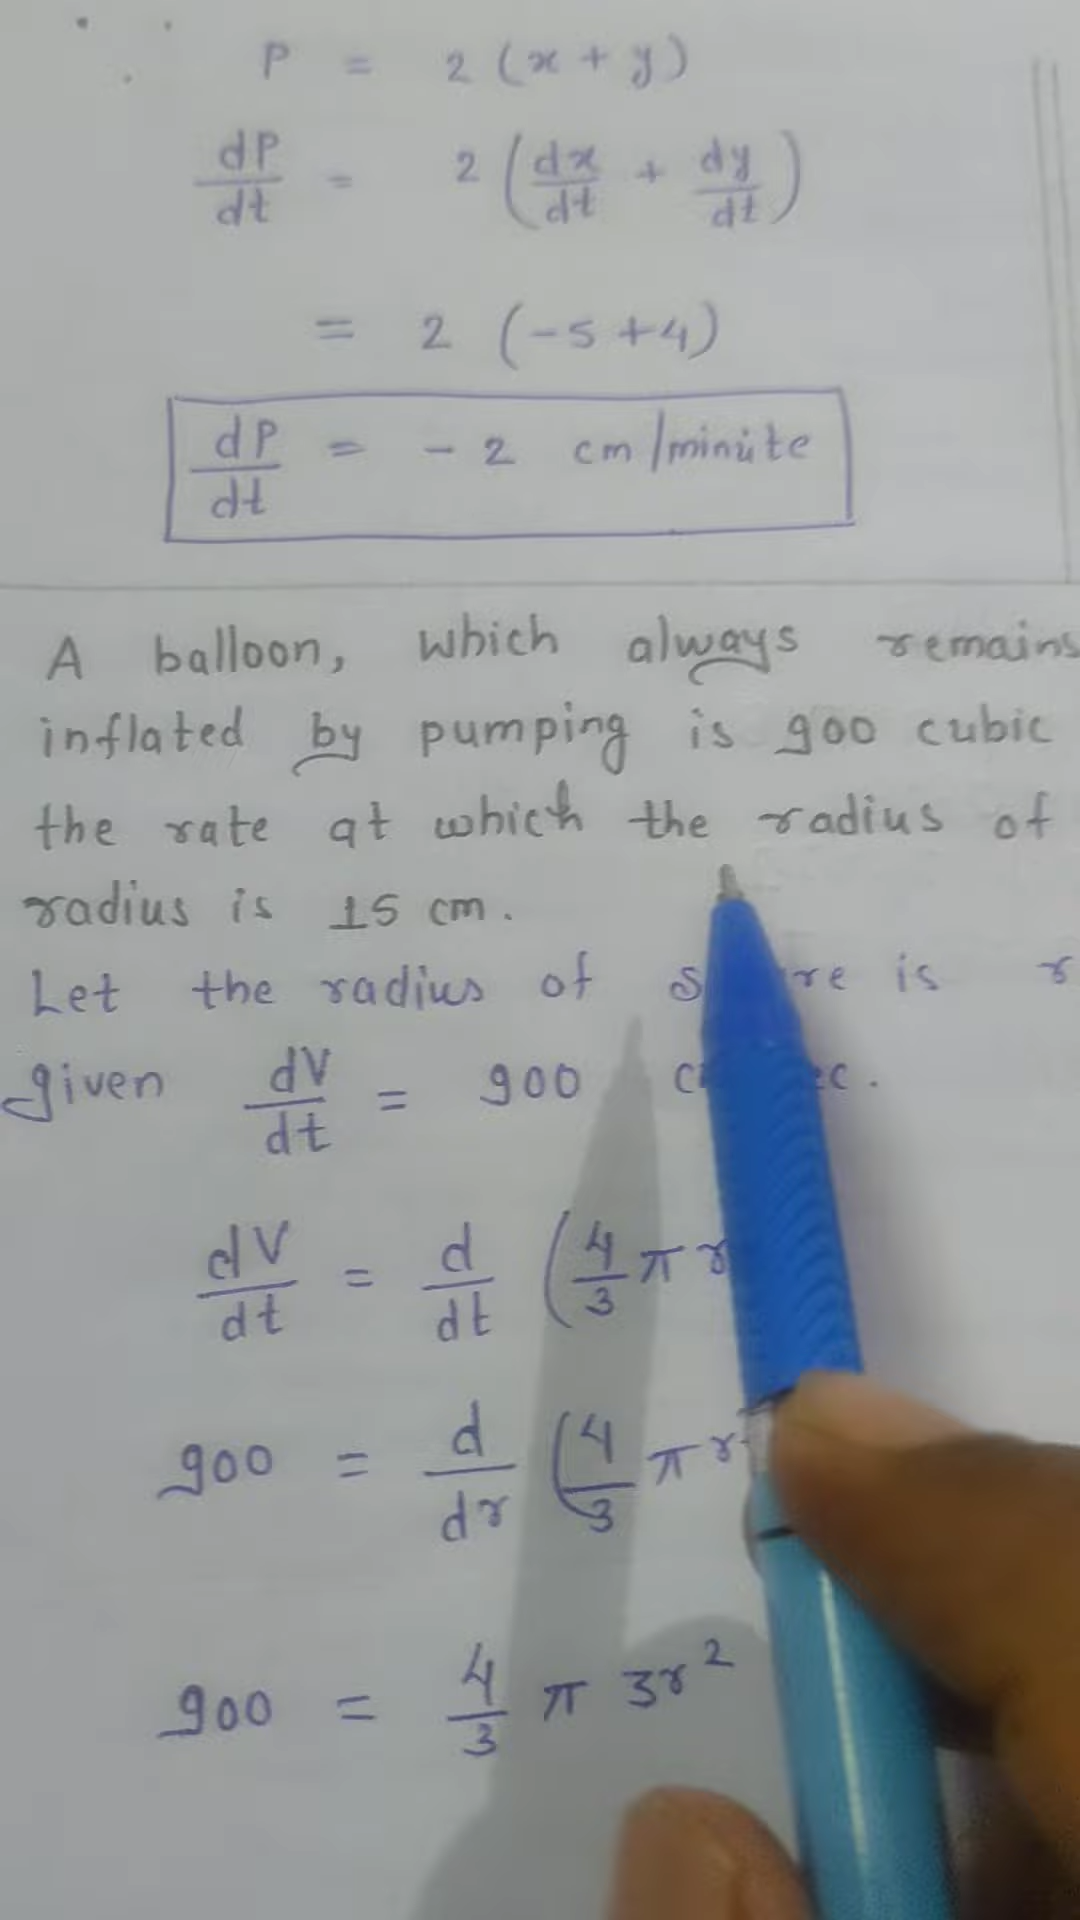 P = 2 (x + y)
dP/dt = 2 (dx/dt + dy/dt)
= 2 (-5 + 4)
dP/dt = - 2 cm/minute
A balloon, which always remains
inflated by pumping is 900 cubic
the rate at which the radius of
radius is 15 cm.
Let the radius of is r
given dV/dt = 900
dV/dt = d/dt (4/3 π r
900 = d/dr (4/3 π r
900 = 4/3 π 3r²